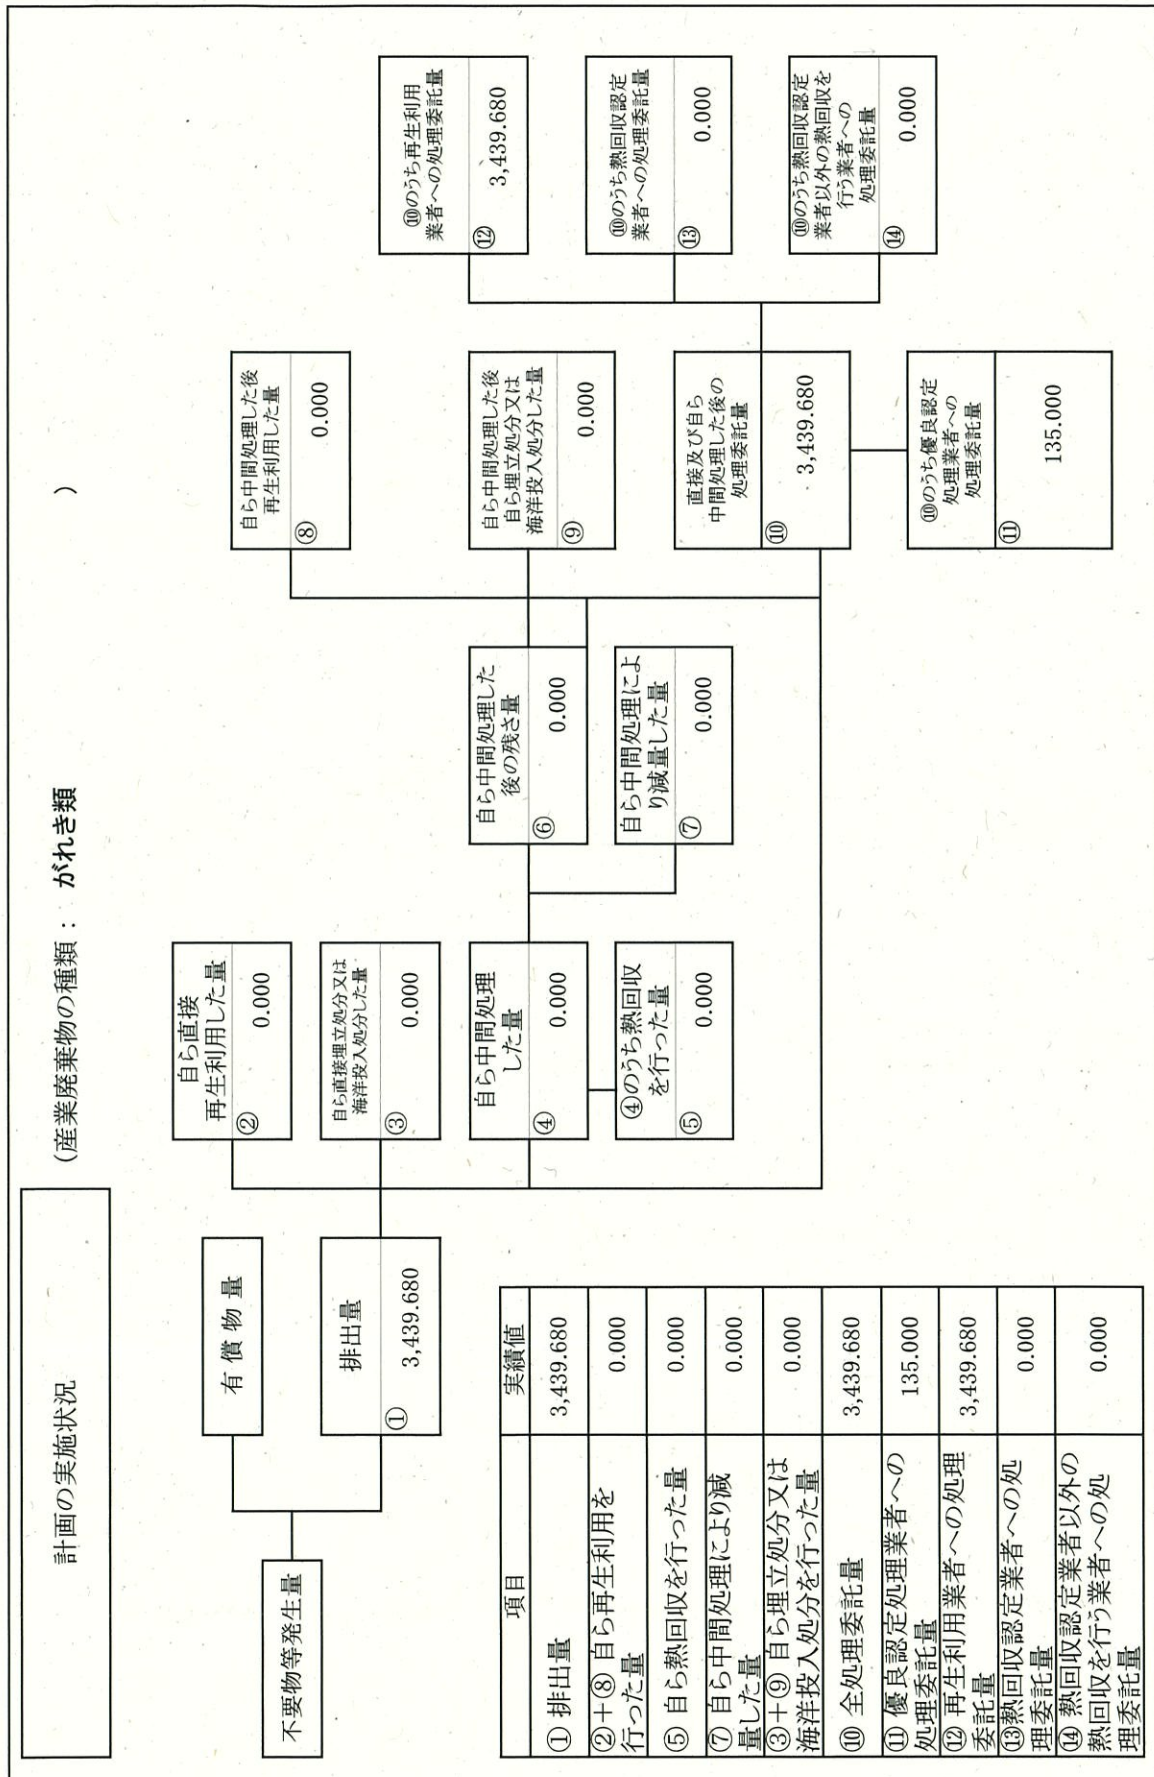 計画の実施状況
(産業廃棄物の種類： がれき類 )
不要物等発生量
有償物量
排出量
① 3,439.680
自ら直接
再生利用した量
② 0.000
自ら直接埋立処分又は
海洋投入処分した量
③ 0.000
自ら中間処理
した量
④ 0.000
④のうち熱回収
を行った量
⑤ 0.000
自ら中間処理した
後の残さ量
⑥ 0.000
自ら中間処理によ
り減量した量
⑦ 0.000
自ら中間処理した後
再生利用した量
⑧ 0.000
自ら中間処理した後
自ら埋立処分又は
海洋投入処分した量
⑨ 0.000
直接及び自ら
中間処理した後の
処理委託量
⑩ 3,439.680
⑩のうち優良認定
処理業者への
処理委託量
⑪ 135.000
⑩のうち再生利用
業者への処理委託量
⑫ 3,439.680
⑩のうち熱回収認定
業者への処理委託量
⑬ 0.000
⑩のうち熱回収認定
業者以外の熱回収を
行う業者への
処理委託量
⑭ 0.000
項目 実績値
① 排出量 3,439.680
②＋⑧ 自ら再生利用を
行った量 0.000
⑤ 自ら熱回収を行った量 0.000
⑦ 自ら中間処理により減
量した量 0.000
③＋⑨ 自ら埋立処分又は
海洋投入処分を行った量 0.000
⑩ 全処理委託量 3,439.680
⑪ 優良認定処理業者への
処理委託量 135.000
⑫ 再生利用業者への処理
委託量 3,439.680
⑬熱回収認定業者への処
理委託量 0.000
⑭ 熱回収認定業者以外の
熱回収を行う業者への処
理委託量 0.000